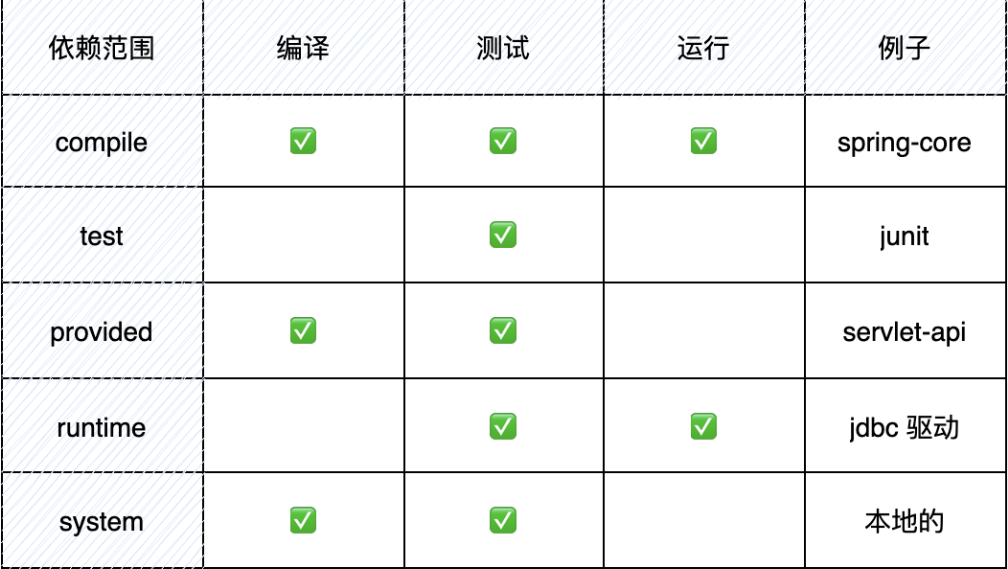 依赖范围 编译 测试 运行 例子
compile ✅ ✅ ✅ spring-core
test ✅ junit
provided ✅ ✅ servlet-api
runtime ✅ ✅ jdbc 驱动
system ✅ ✅ 本地的